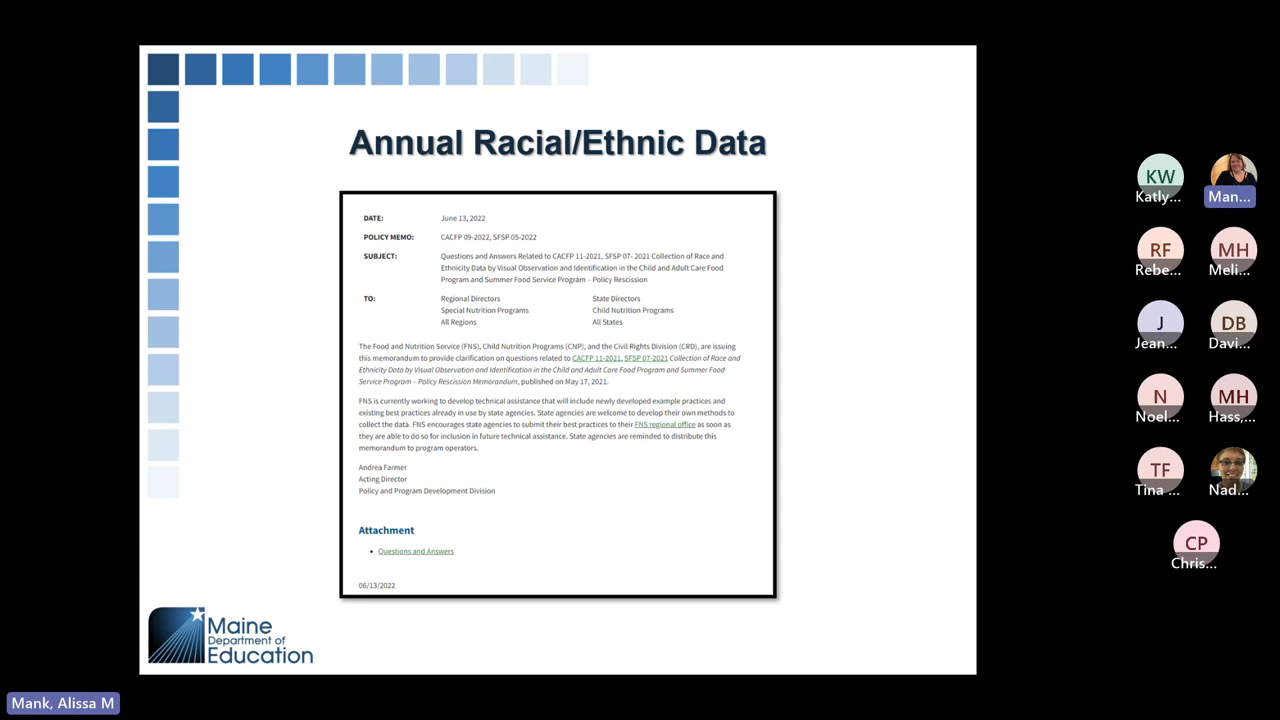 Annual Racial/Ethnic Data
DATE: June 13, 2022
POLICY MEMO: CACFP 09-2022, SFSP 05-2022
SUBJECT: Questions and Answers Related to CACFP 11-2021, SFSP 07- 2021 Collection of Race and
Ethnicity Data by Visual Observation and Identification in the Child and Adult Care Food
Program and Summer Food Service Program – Policy Rescission
TO: Regional Directors State Directors
Special Nutrition Programs Child Nutrition Programs
All Regions All States
The Food and Nutrition Service (FNS), Child Nutrition Programs (CNP), and the Civil Rights Division (CRD), are issuing
this memorandum to provide clarification on questions related to CACFP 11-2021, SFSP 07-2021 Collection of Race and
Ethnicity Data by Visual Observation and Identification in the Child and Adult Care Food Program and Summer Food
Service Program – Policy Rescission Memorandum, published on May 17, 2021.
FNS is currently working to develop technical assistance that will include newly developed example practices and
existing best practices already in use by state agencies. State agencies are welcome to develop their own methods to
collect the data. FNS encourages state agencies to submit their best practices to their FNS regional office as soon as
they are able to do so for inclusion in future technical assistance. State agencies are reminded to distribute this
memorandum to program operators.
Andrea Farmer
Acting Director
Policy and Program Development Division
Attachment
• Questions and Answers
06/13/2022
Maine
Department of
Education
KW
Katly... Man...
RF MH
Rebe... Meli...
J DB
Jean... Davi...
N MH
Noel... Hass,...
TF
Tina ... Nad...
CP
Chris...
Mank, Alissa M